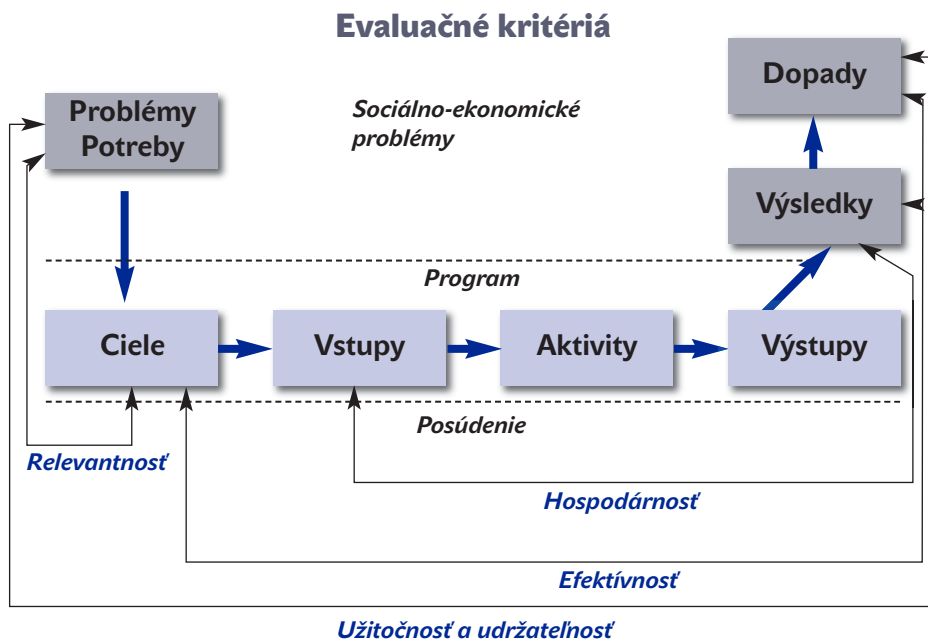 Evaluačné kritériá
Dopady
Problémy
Potreby
Sociálno-ekonomické
problémy
Výsledky
Program
Ciele
Vstupy
Aktivity
Výstupy
Posúdenie
Relevantnosť
Hospodárnosť
Efektívnosť
Užitočnosť a udržateľnosť